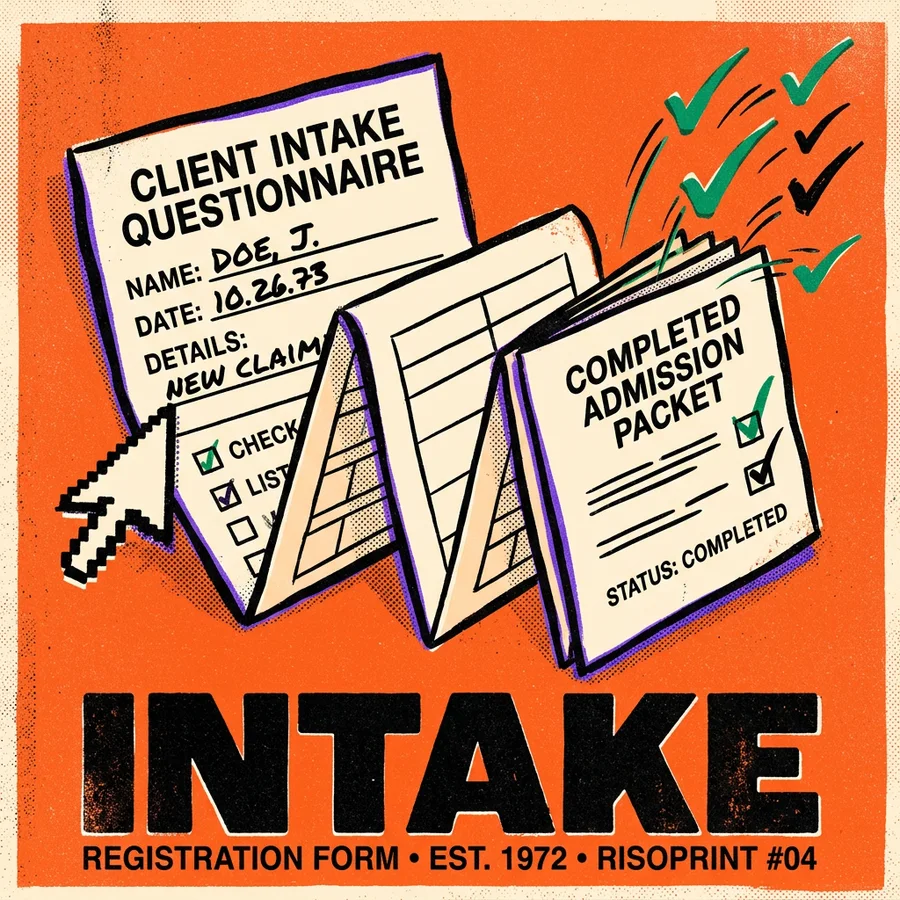 CLIENT INTAKE
QUESTIONNAIRE
NAME: DOE, J.
DATE: 10.26.73
DETAILS:
NEW CLAIM
CHECK
LIST
COMPLETED
ADMISSION
PACKET
STATUS: COMPLETED
INTAKE
REGISTRATION FORM • EST. 1972 • RISOPRINT #04